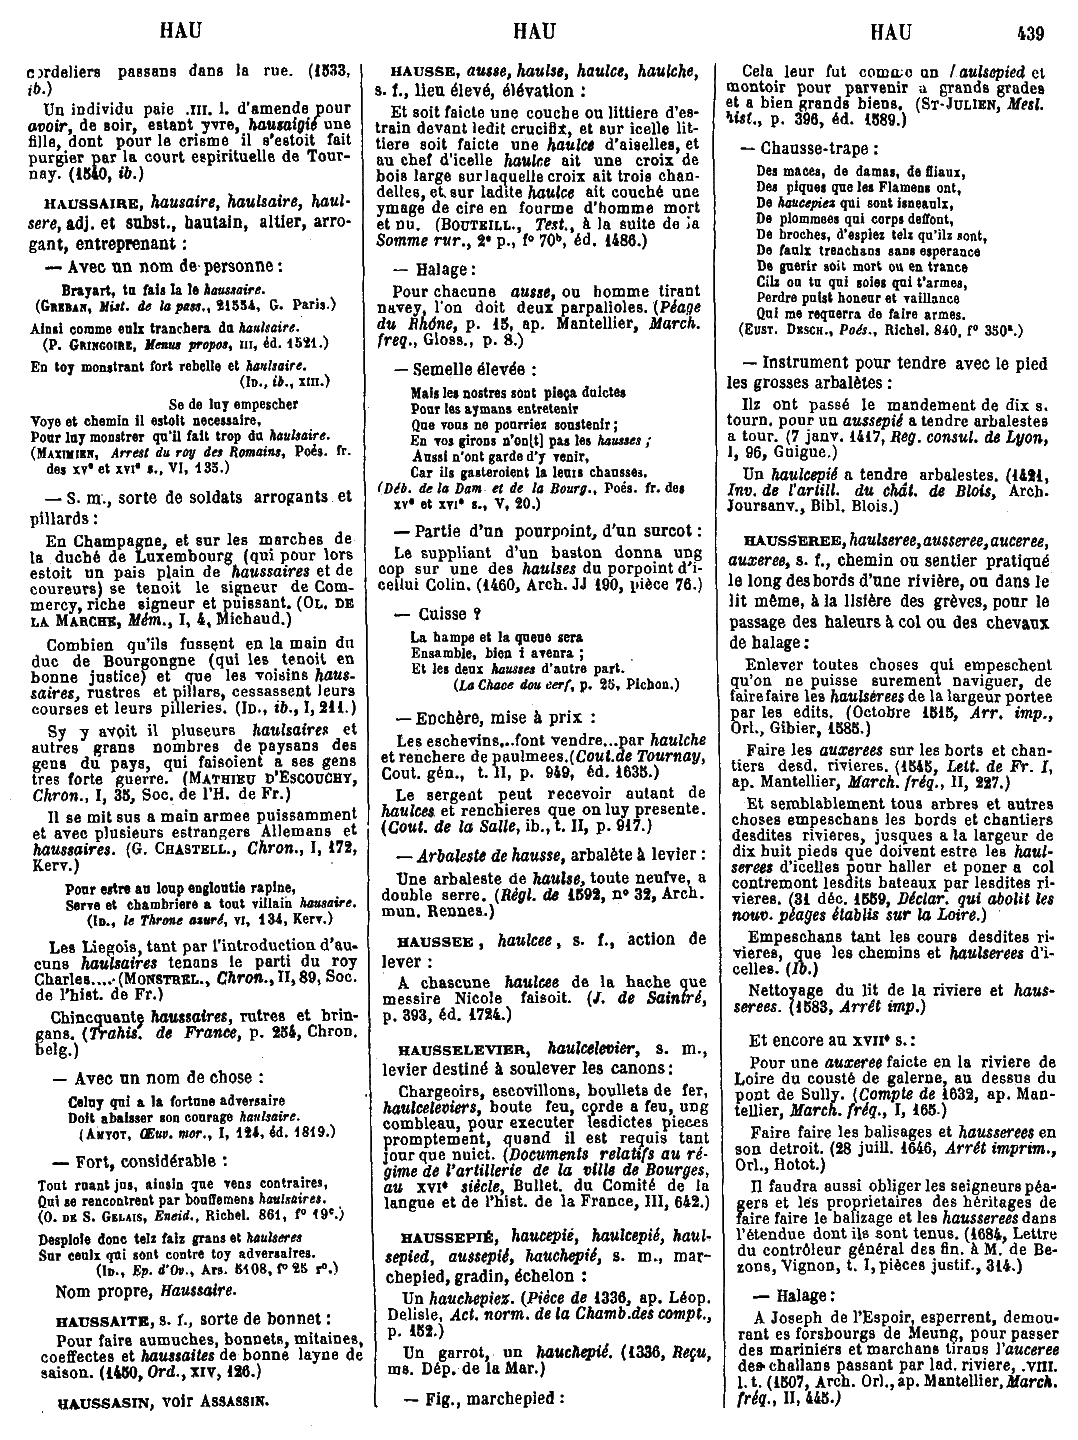 HAU
HAU
HAU 439
cordeliers passans dans la rue. (1533,
ib.)
Un individu paie .III. l. d'amende pour
avoir, de soir, estant yvre, hausaigié une
fille, dont pour le crisme il s'estoit fait
purgier par la court espirituelle de Tour-
nay. (1540, ib.)
HAUSSAIRE, hausaire, haulsaire, haul-
sere, adj. et subst., hautain, altier, arro-
gant, entreprenant :
— Avec un nom de personne :
Brayart, tu fais la le haussaire.
(GREBAN, Mist. de la pass., 21554, G. Paris.)
Ainsi comme eulx tranchera du haulsaire.
(P. GRINGOIRE, Menus propos, III, éd. 1521.)
En toy monstrant fort rebelle et haulsaire.
(ID., ib., XIII.)
Se de luy empescher
Voye et chemin il estoit necessaire,
Pour luy monstrer qu'il fait trop du haulsaire.
(MAXIMIEN, Arrest du roy des Romains, Poés. fr.
des XVe et XVIe s., VI, 135.)
— S. m., sorte de soldats arrogants et
pillards :
En Champagne, et sur les marches de
la duché de Luxembourg (qui pour lors
estoit un pais plain de haussaires et de
coureurs) se tenoit le signeur de Com-
mercy, riche signeur et puissant. (OL. DE
LA MARCHE, Mém., I, 4, Michaud.)
Combien qu'ils fussent en la main du
duc de Bourgongne (qui les tenoit en
bonne justice) et que les voisins haus-
saires, rustres et pillars, cessassent leurs
courses et leurs pilleries. (ID., ib., I, 211.)
Sy y avoit il pluseurs haulsaires et
autres grans nombres de paysans des
gens du pays, qui faisoient a ses gens
tres forte guerre. (MATHIEU D'ESCOUCHY,
Chron., I, 35, Soc. de l'H. de Fr.)
Il se mit sus a main armee puissamment
et avec plusieurs estrangers Allemans et
haussaires. (G. CHASTELL., Chron., I, 172,
Kerv.)
Pour estre au loup engloutie rapine,
Serve et chambriere a tout villain hausaire.
(ID., le Throne azuré, VI, 134, Kerv.)
Les Liegois, tant par l'introduction d'au-
cuns haulsaires tenans le parti du roy
Charles.... (MONSTREL., Chron., II, 89, Soc.
de l'hist. de Fr.)
Chincquante haussaires, rutres et brin-
gans. (Trahis. de France, p. 254, Chron.
belg.)
— Avec un nom de chose :
Celuy qui a la fortune adversaire
Doit abaisser son courage haulsaire.
(AMYOT, Œuv. mor., I, 124, éd. 1819.)
— Fort, considérable :
Tout ruant jus, ainsin que vens contraires,
Qui se rencontrent par bouffemens haulsaires.
(O. DE S. GELAIS, Eneid., Richel. 861, f° 19c.)
Desploie donc telz faiz grans et haulseres
Sur ceulx qui sont contre toy adversaires.
(ID., Ep. d'Ov., Ars. 5108, f° 25 r°.)
Nom propre, Haussaire.
HAUSSAITE, s. f., sorte de bonnet :
Pour faire aumuches, bonnets, mitaines,
coeffectes et haussaites de bonne layne de
saison. (1450, Ord., XIV, 126.)
HAUSSASIN, voir ASSASSIN.
HAUSSE, ausse, haulse, haulce, haulche,
s. f., lieu élevé, élévation :
Et soit faicte une couche ou littiere d'es-
train devant ledit crucifix, et sur icelle lit-
tiere soit faicte une haulce d'aiselles, et
au chef d'icelle haulce ait une croix de
bois large sur laquelle croix ait trois chan-
delles, et sur ladite haulce ait couché une
ymage de cire en fourme d'homme mort
et nu. (BOUTEILL., Test., à la suite de la
Somme rur., 2e p., f° 70b, éd. 1486.)
— Halage :
Pour chacune ausse, ou homme tirant
navey, l'on doit deux parpalioles. (Péage
du Rhône, p. 15, ap. Mantellier, March.
freq., Gloss., p. 8.)
— Semelle élevée :
Mais les nostres sont pieça duictes
Pour les aymans entretenir
Que vous ne pourriez soustenir ;
En vos girons n'on[t] pas les hausses ;
Aussi n'ont garde d'y venir,
Car ils gasteroient la leurs chausses.
(Déb. de la Dam et de la Bourg., Poés. fr. des
XVe et XVIe s., V, 20.)
— Partie d'un pourpoint, d'un surcot :
Le suppliant d'un baston donna ung
cop sur une des haulses du porpoint d'i-
cellui Colin. (1460, Arch. JJ 190, pièce 76.)
— Cuisse ?
La hampe et la queue sera
Ensamble, bien i avenra ;
Et les deux hausses d'autre part.
(La Chace dou cerf, p. 25, Pichon.)
— Enchère, mise à prix :
Les eschevins...font vendre...par haulche
et renchere de paulmees.(Cout.de Tournay,
Cout. gén., t. II, p. 949, éd. 1635.)
Le sergent peut recevoir autant de
haulces et renchieres que on luy presente.
(Cout. de la Salle, ib., t. II, p. 917.)
— Arbaleste de hausse, arbalète à levier :
Une arbaleste de haulse, toute neufve, a
double serre. (Régl. de 1592, n° 32, Arch.
mun. Rennes.)
HAUSSEE, haulcee, s. f., action de
lever :
A chascune haulcee de la hache que
messire Nicole faisoit. (J. de Saintré,
p. 393, éd. 1724.)
HAUSSELEVIER, haulcelevier, s. m.,
levier destiné à soulever les canons :
Chargeoirs, escovillons, boullets de fer,
haulceleviers, boute feu, corde a feu, ung
combleau, pour executer lesdictes pieces
promptement, quand il est requis tant
jour que nuict. (Documents relatifs au ré-
gime de l'artillerie de la ville de Bourges,
au XVIe siècle, Bullet. du Comité de la
langue et de l'hist. de la France, III, 642.)
HAUSSEPIÉ, haucepié, haulcepié, haul-
sepied, aussepié, hauchepié, s. m., mar-
chepied, gradin, échelon :
Un hauchepiez. (Pièce de 1336, ap. Léop.
Delisle, Act. norm. de la Chamb.des compt.,
p. 152.)
Un garrot, un hauchepié. (1336, Reçu,
ms. Dép. de la Mar.)
— Fig., marchepied :
Cela leur fut comme un haulsepied et
montoir pour parvenir a grands grades
et a bien grands biens. (ST-JULIEN, Mesl.
hist., p. 396, éd. 1589.)
— Chausse-trape :
Des maces, de damas, de fliaux,
Des piques que les Flamens ont,
De haucepiez qui sont isneaulx,
De plommees qui corps deffont,
De broches, d'espiez telz qu'ilz sont,
De faulx trenchans sans esperance
De guerir soit mort ou en trance
Cilz ou tu qui soies qui t'armes,
Perdre puist honeur et vaillance
Qui me requerra de faire armes.
(EUST. DESCH., Poés., Richel. 840, f° 350a.)
— Instrument pour tendre avec le pied
les grosses arbalètes :
Ilz ont passé le mandement de dix s.
tourn. pour un aussepié a tendre arbalestes
a tour. (7 janv. 1417, Reg. consul. de Lyon,
I, 96, Guigue.)
Un haulcepié a tendre arbalestes. (1421,
Inv. de l'artill. du chât. de Blois, Arch.
Joursanv., Bibl. Blois.)
HAUSSEREE, haulseree, ausseree, auceree,
auxeree, s. f., chemin ou sentier pratiqué
le long des bords d'une rivière, ou dans le
lit même, à la lisière des grèves, pour le
passage des haleurs à col ou des chevaux
de halage :
Enlever toutes choses qui empeschent
qu'on ne puisse surement naviguer, de
faire faire les haulsérees de la largeur portee
par les edits. (Octobre 1515, Arr. imp.,
Orl., Gibier, 1585.)
Faire les auxerees sur les borts et chan-
tiers desd. rivieres. (1545, Lett. de Fr. I,
ap. Mantellier, March. fréq., II, 227.)
Et semblablement tous arbres et autres
choses empeschans les bords et chantiers
desdites rivieres, jusques a la largeur de
dix huit pieds que doivent estre les haul-
serees d'icelles pour haller et poner a col
contremont lesdits bateaux par lesdites ri-
vieres. (31 déc. 1559, Déclar. qui abolit les
nouv. péages établis sur la Loire.)
Empeschans tant les cours desdites ri-
vieres, que les chemins et haulserees d'i-
celles. (Ib.)
Nettoyage du lit de la riviere et haus-
serees. (1583, Arrêt imp.)
Et encore au XVIIe s. :
Pour une auxeree faicte en la riviere de
Loire du cousté de galerne, au dessus du
pont de Sully. (Compte de 1632, ap. Man-
tellier, March. fréq., I, 165.)
Faire faire les balisages et hausserees en
son detroit. (28 juill. 1646, Arrêt imprim.,
Orl., Hotot.)
Il faudra aussi obliger les seigneurs péa-
gers et les proprietaires des héritages de
faire faire le balizage et les hausserees dans
l'étendue dont ils sont tenus. (1684, Lettre
du contrôleur général des fin. à M. de Be-
zons, Vignon, t. I, pièces justif., 314.)
— Halage :
A Joseph de l'Espoir, esperrent, demou-
rant es forsbourgs de Meung, pour passer
des mariniers et marchans tirans l'auceree
des challans passant par lad. riviere, .VIII.
l. t. (1507, Arch. Orl., ap. Mantellier, March.
fréq., II, 445.)